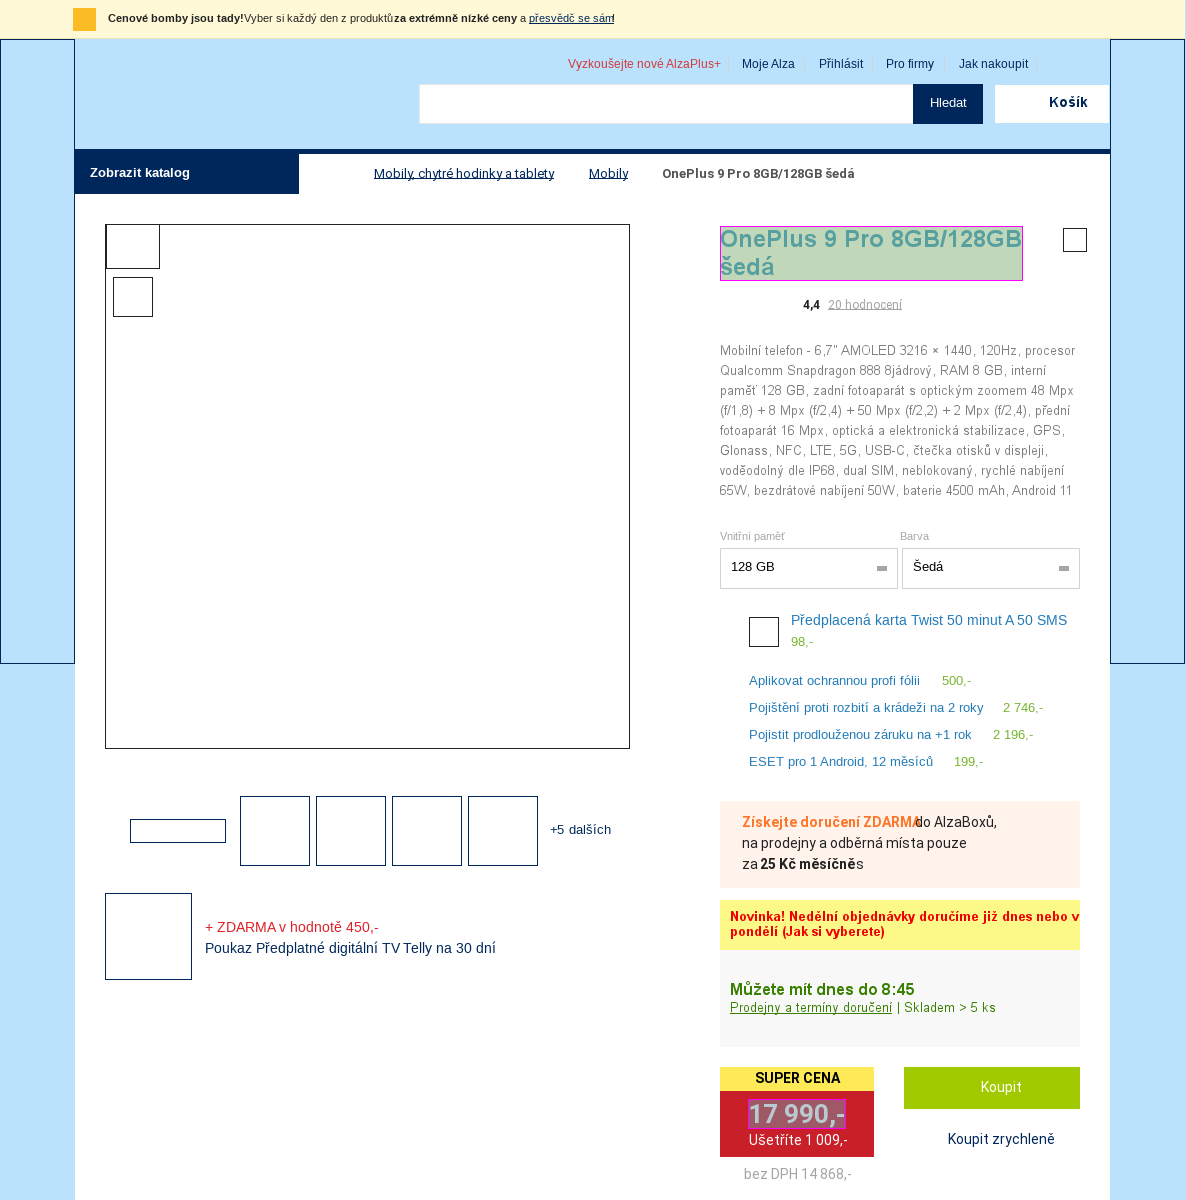 Cenové bomby jsou tady! Vyber si každý den z produktů za extrémně nízké ceny a přesvědč se sám!
Vyzkoušejte nové AlzaPlus+ Moje Alza Přihlásit Pro firmy Jak nakoupit
Hledat Košík
Zobrazit katalog Mobily, chytré hodinky a tablety Mobily OnePlus 9 Pro 8GB/128GB šedá
OnePlus 9 Pro 8GB/128GB
šedá
4,4 20 hodnocení
Mobilní telefon - 6,7" AMOLED 3216 × 1440, 120Hz, procesor
Qualcomm Snapdragon 888 8jádrový, RAM 8 GB, interní
paměť 128 GB, zadní fotoaparát s optickým zoomem 48 Mpx
(f/1,8) + 8 Mpx (f/2,4) + 50 Mpx (f/2,2) + 2 Mpx (f/2,4), přední
fotoaparát 16 Mpx, optická a elektronická stabilizace, GPS,
Glonass, NFC, LTE, 5G, USB-C, čtečka otisků v displeji,
voděodolný dle IP68, dual SIM, neblokovaný, rychlé nabíjení
65W, bezdrátové nabíjení 50W, baterie 4500 mAh, Android 11
Vnitřní paměť Barva
128 GB Šedá
Předplacená karta Twist 50 minut A 50 SMS
98,-
Aplikovat ochrannou profi fólii 500,-
Pojištění proti rozbití a krádeži na 2 roky 2 746,-
Pojistit prodlouženou záruku na +1 rok 2 196,-
ESET pro 1 Android, 12 měsíců 199,-
+5 dalších
+ ZDARMA v hodnotě 450,-
Poukaz Předplatné digitální TV Telly na 30 dní
Získejte doručení ZDARMA do AlzaBoxů,
na prodejny a odběrná místa pouze
za 25 Kč měsíčně s
Novinka! Nedělní objednávky doručíme již dnes nebo v
pondělí (Jak si vyberete)
Můžete mít dnes do 8:45
Prodejny a termíny doručení | Skladem > 5 ks
SUPER CENA
17 990,-
Ušetříte 1 009,-
bez DPH 14 868,-
Koupit
Koupit zrychleně